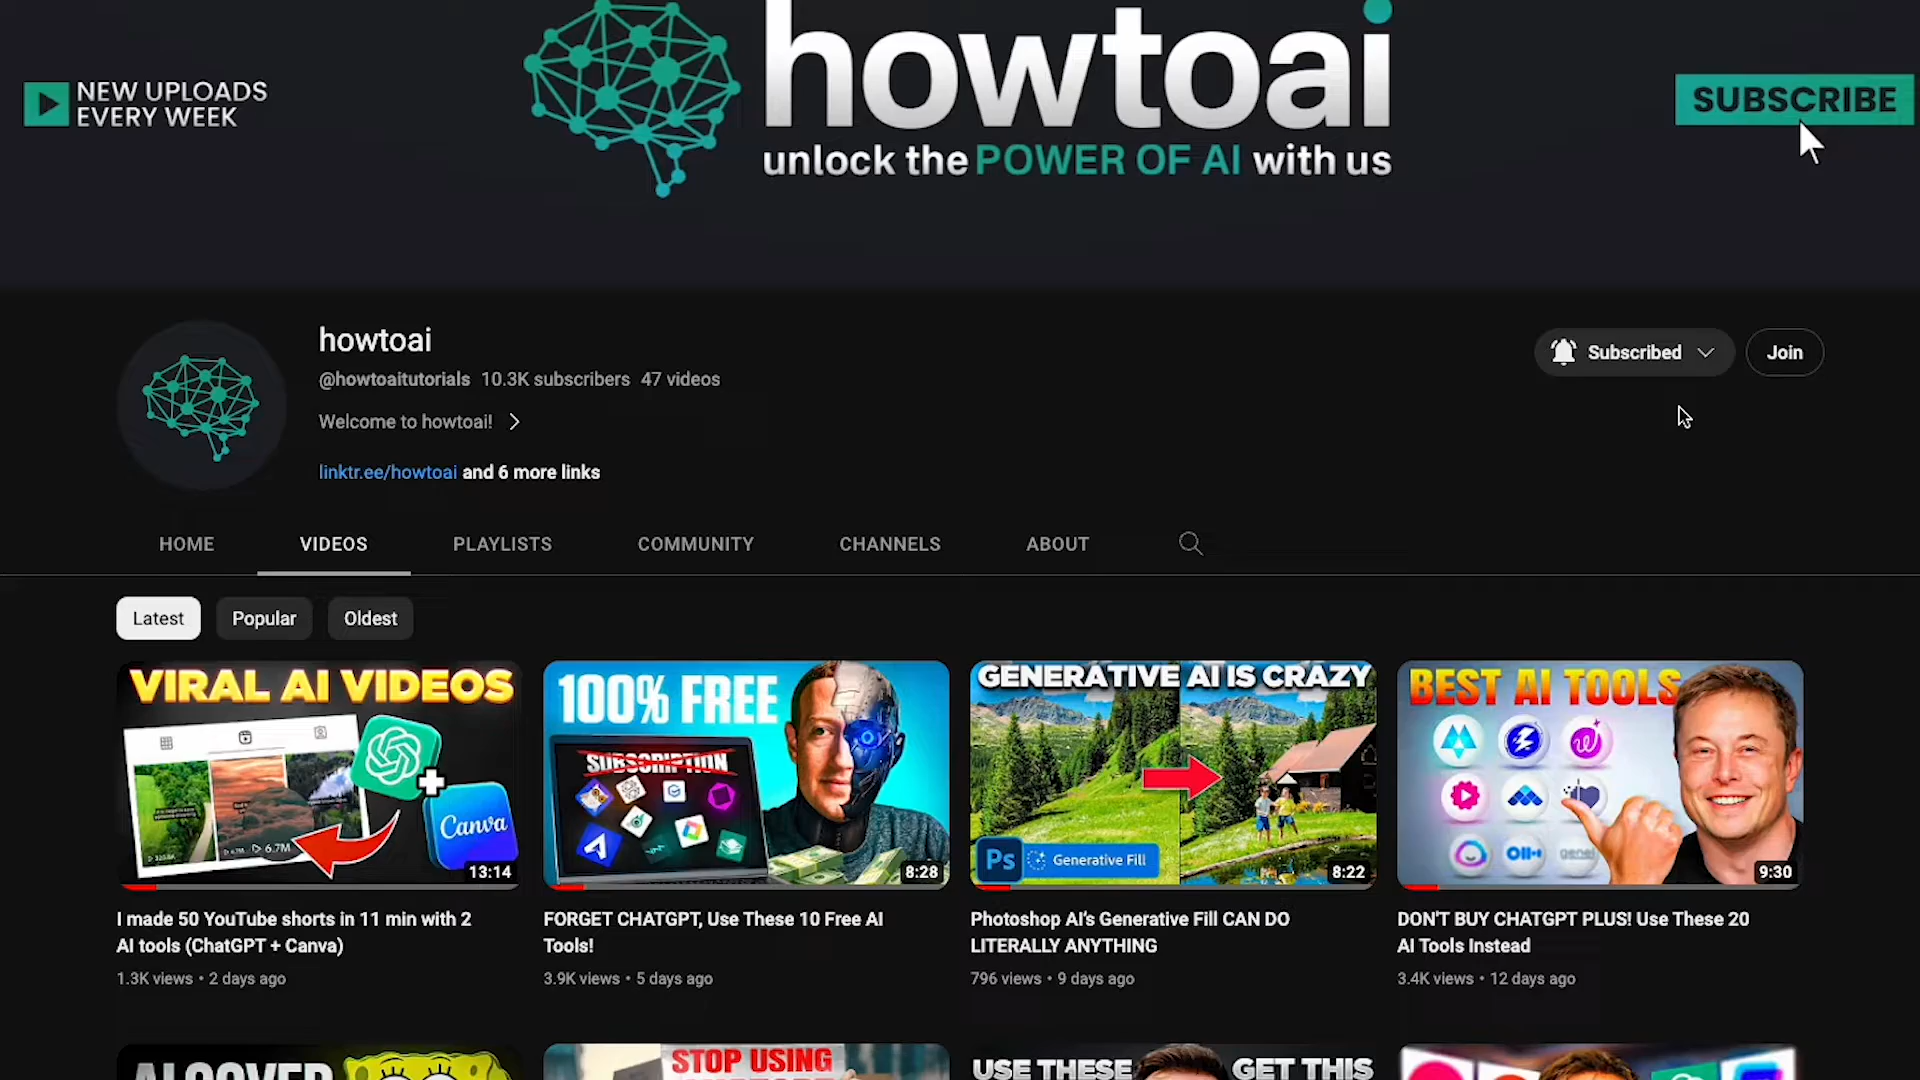 howtoai
NEW UPLOADS
EVERY WEEK
SUBSCRIBE
unlock the POWER OF AI with us
howtoai
@howtoaitutorials 10.3K subscribers 47 videos
Subscribed
Join
Welcome to howtoai!
linktr.ee/howtoai and 6 more links
HOME
VIDEOS
PLAYLISTS
COMMUNITY
CHANNELS
ABOUT
Latest
Popular
Oldest
VIRAL AI VIDEOS
6.7M
Canva
13:14
100% FREE
SUBSCRIPTION
8:28
GENERATIVE AI IS CRAZY
Ps
Generative Fill
8:22
BEST AI TOOLS
9:30
I made 50 YouTube shorts in 11 min with 2
AI tools (ChatGPT + Canva)
1.3K views • 2 days ago
FORGET CHATGPT, Use These 10 Free AI
Tools!
3.9K views • 5 days ago
Photoshop AI’s Generative Fill CAN DO
LITERALLY ANYTHING
796 views • 9 days ago
DON'T BUY CHATGPT PLUS! Use These 20
AI Tools Instead
3.4K views • 12 days ago
AI COVER
STOP USING
USE THESE
GET THIS